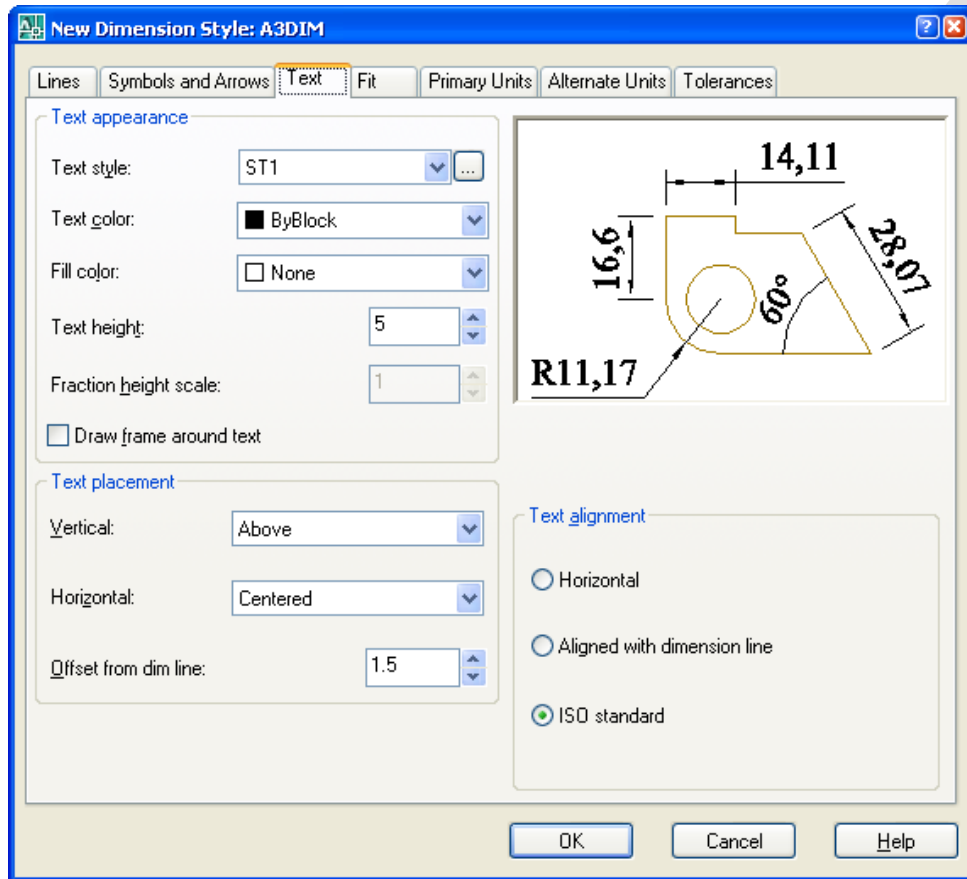 New Dimension Style: A3DIM
Lines Symbols and Arrows Text Fit Primary Units Alternate Units Tolerances
Text appearance
Text style: ST1 ...
Text color: ByBlock
Fill color: None
Text height: 5
Fraction height scale: 1
Draw frame around text
14,11
16,6
28,07
60°
R11,17
Text placement
Vertical: Above
Horizontal: Centered
Offset from dim line: 1.5
Text alignment
Horizontal
Aligned with dimension line
ISO standard
OK Cancel Help